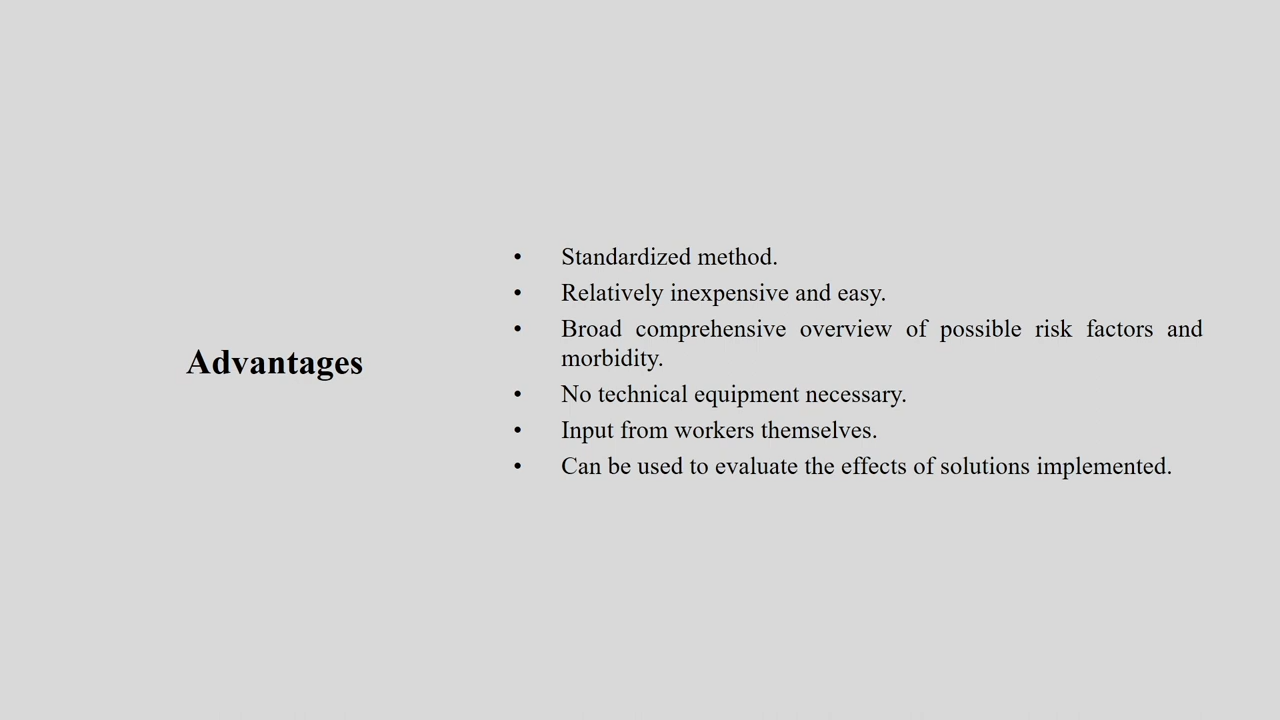 Advantages
• Standardized method.
• Relatively inexpensive and easy.
• Broad comprehensive overview of possible risk factors and
morbidity.
• No technical equipment necessary.
• Input from workers themselves.
• Can be used to evaluate the effects of solutions implemented.